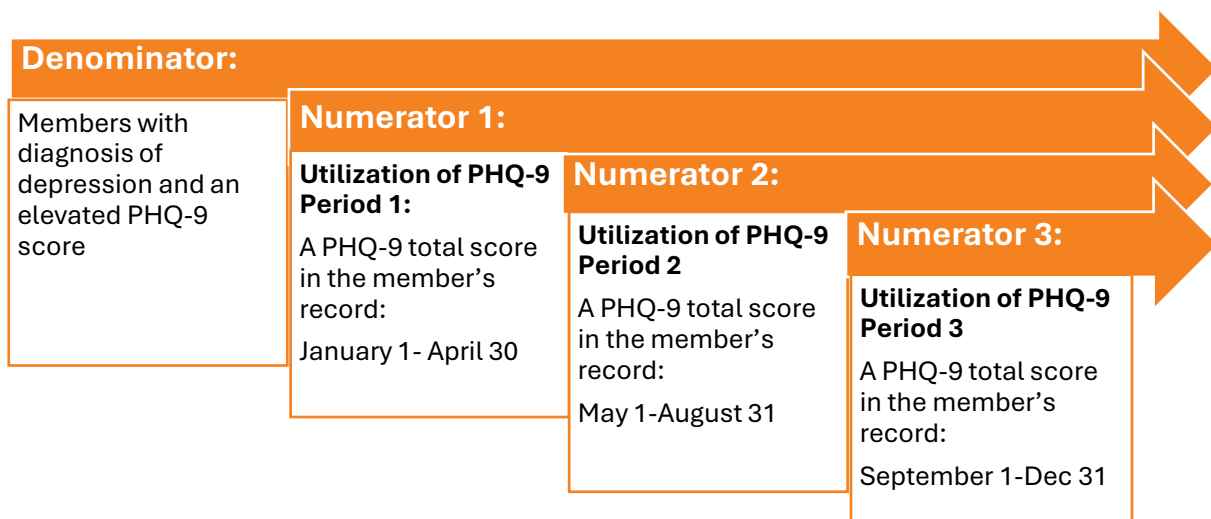 Denominator:
Members with
diagnosis of
depression and an
elevated PHQ-9
score
Numerator 1:
Utilization of PHQ-9
Period 1:
A PHQ-9 total score
in the member’s
record:
January 1- April 30
Numerator 2:
Utilization of PHQ-9
Period 2
A PHQ-9 total score
in the member’s
record:
May 1-August 31
Numerator 3:
Utilization of PHQ-9
Period 3
A PHQ-9 total score
in the member’s
record:
September 1-Dec 31